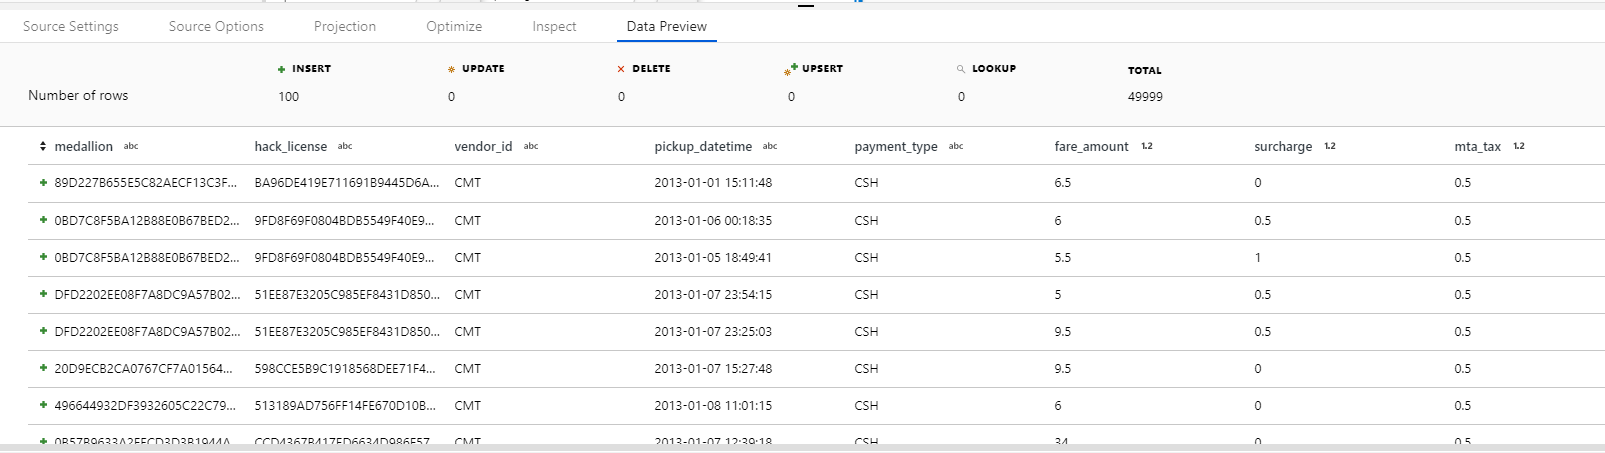 Source Settings Source Options Projection Optimize Inspect Data Preview
INSERT UPDATE DELETE UPSERT LOOKUP TOTAL
Number of rows 100 0 0 0 0 49999
medallion abc hack_license abc vendor_id abc pickup_datetime abc payment_type abc fare_amount 1.2 surcharge 1.2 mta_tax 1.2
89D227B655E5C82AECF13C3F... BA96DE419E711691B9445D6A... CMT 2013-01-01 15:11:48 CSH 6.5 0 0.5
0BD7C8F5BA12B88E0B67BED2... 9FD8F69F0804BDB5549F40E9... CMT 2013-01-06 00:18:35 CSH 6 0.5 0.5
0BD7C8F5BA12B88E0B67BED2... 9FD8F69F0804BDB5549F40E9... CMT 2013-01-05 18:49:41 CSH 5.5 1 0.5
DFD2202EE08F7A8DC9A57B02... 51EE87E3205C985EF8431D850... CMT 2013-01-07 23:54:15 CSH 5 0.5 0.5
DFD2202EE08F7A8DC9A57B02... 51EE87E3205C985EF8431D850... CMT 2013-01-07 23:25:03 CSH 9.5 0.5 0.5
20D9ECB2CA0767CF7A01564... 598CCE5B9C1918568DEE71F4... CMT 2013-01-07 15:27:48 CSH 9.5 0 0.5
496644932DF3932605C22C79... 513189AD756FF14FE670D10B... CMT 2013-01-08 11:01:15 CSH 6 0 0.5
0B57B9633A2FECD3D3B1944A... CCD4367B417ED6634D986F57... CMT 2013-01-07 12:39:18 CSH 34 0 0.5